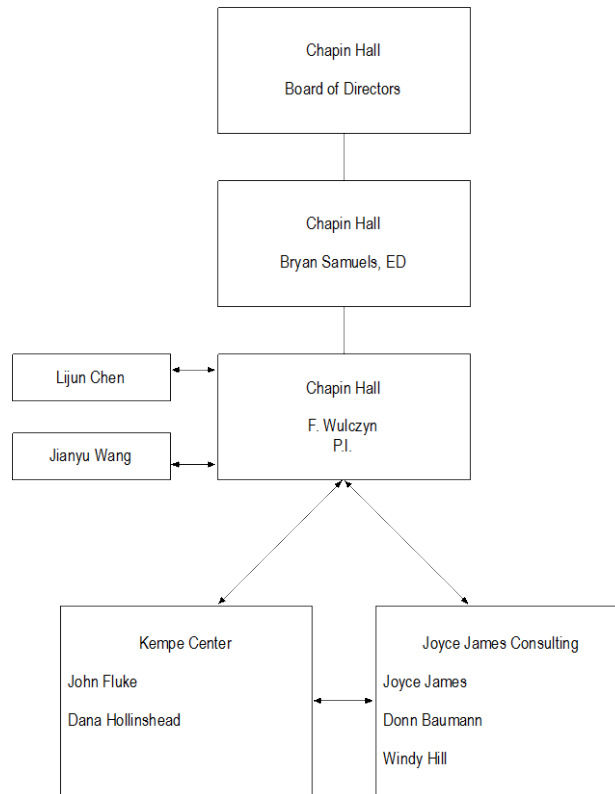 Chapin Hall
Board of Directors
Chapin Hall
Bryan Samuels, ED
Lijun Chen
Jianyu Wang
Chapin Hall
F. Wulczyn
P.I.
Kempe Center
John Fluke
Dana Hollinshead
Joyce James Consulting
Joyce James
Donn Baumann
Windy Hill